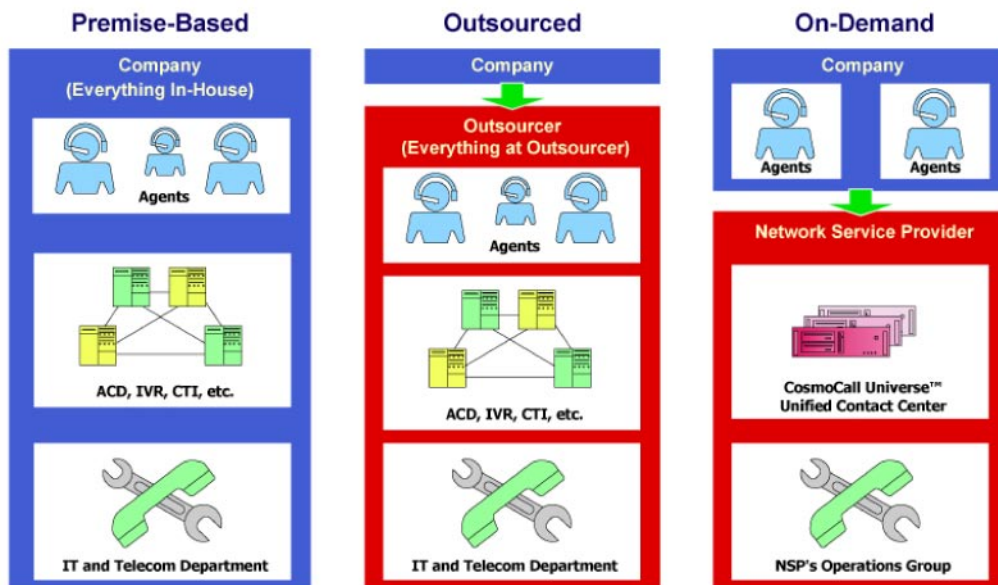 Premise-Based
Company
(Everything In-House)
Agents
ACD, IVR, CTI, etc.
IT and Telecom Department
Outsourced
Company
Outsourcer
(Everything at Outsourcer)
Agents
ACD, IVR, CTI, etc.
IT and Telecom Department
On-Demand
Company
Agents
Agents
Network Service Provider
CosmoCall Universe™
Unified Contact Center
NSP's Operations Group